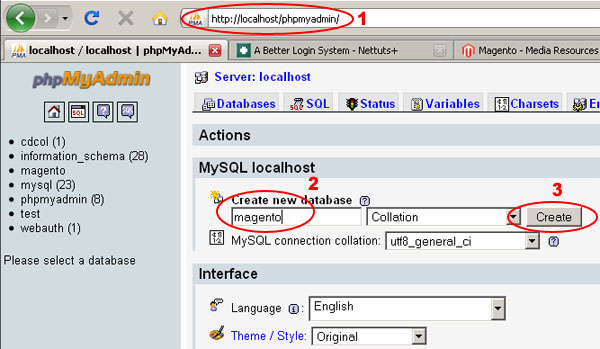 http://localhost/phpmyadmin/ 1
localhost / localhost | phpMyAd...
A Better Login System - Nettuts+
Magento - Media Resources
phpMyAdmin
SQL
cdcol (1)
information_schema (28)
magento
mysql (23)
phpmyadmin (8)
test
webauth (1)
Please select a database
Server: localhost
Databases SQL Status Variables Charsets En
Actions
MySQL localhost
2
3
Create new database
magento Collation Create
MySQL connection collation: utf8_general_ci
Interface
Language : English
Theme / Style: Original